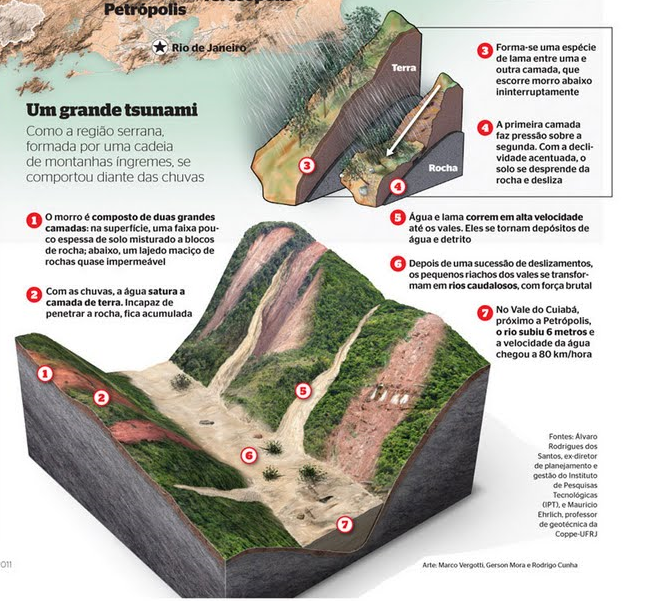 Petrópolis
Rio de Janeiro
Um grande tsunami
Como a região serrana,
formada por uma cadeia
de montanhas íngremes, se
comportou diante das chuvas
1 O morro é composto de duas grandes
camadas: na superfície, uma faixa pou-
co espessa de solo misturado a blocos
de rocha; abaixo, um lajedo maciço de
rochas quase impermeável
2 Com as chuvas, a água satura a
camada de terra. Incapaz de
penetrar a rocha, fica acumulada
Terra
Rocha
3
4
3 Forma-se uma espécie
de lama entre uma e
outra camada, que
escorre morro abaixo
ininterruptamente
4 A primeira camada
faz pressão sobre a
segunda. Com a decli-
vidade acentuada, o
solo se desprende da
rocha e desliza
5 Água e lama correm em alta velocidade
até os vales. Eles se tornam depósitos de
água e detrito
6 Depois de uma sucessão de deslizamentos,
os pequenos riachos dos vales se transfor-
mam em rios caudalosos, com força brutal
7 No Vale do Cuiabá,
próximo a Petrópolis,
o rio subiu 6 metros e
a velocidade da água
chegou a 80 km/hora
1
2
5
6
7
Fontes: Álvaro
Rodrigues dos
Santos, ex-diretor
de planejamento e
gestão do Instituto
de Pesquisas
Tecnológicas
(IPT), e Mauricio
Ehrlich, professor
de geotécnica da
Coppe-UFRJ
011
Arte: Marco Vergotti, Gerson Mora e Rodrigo Cunha